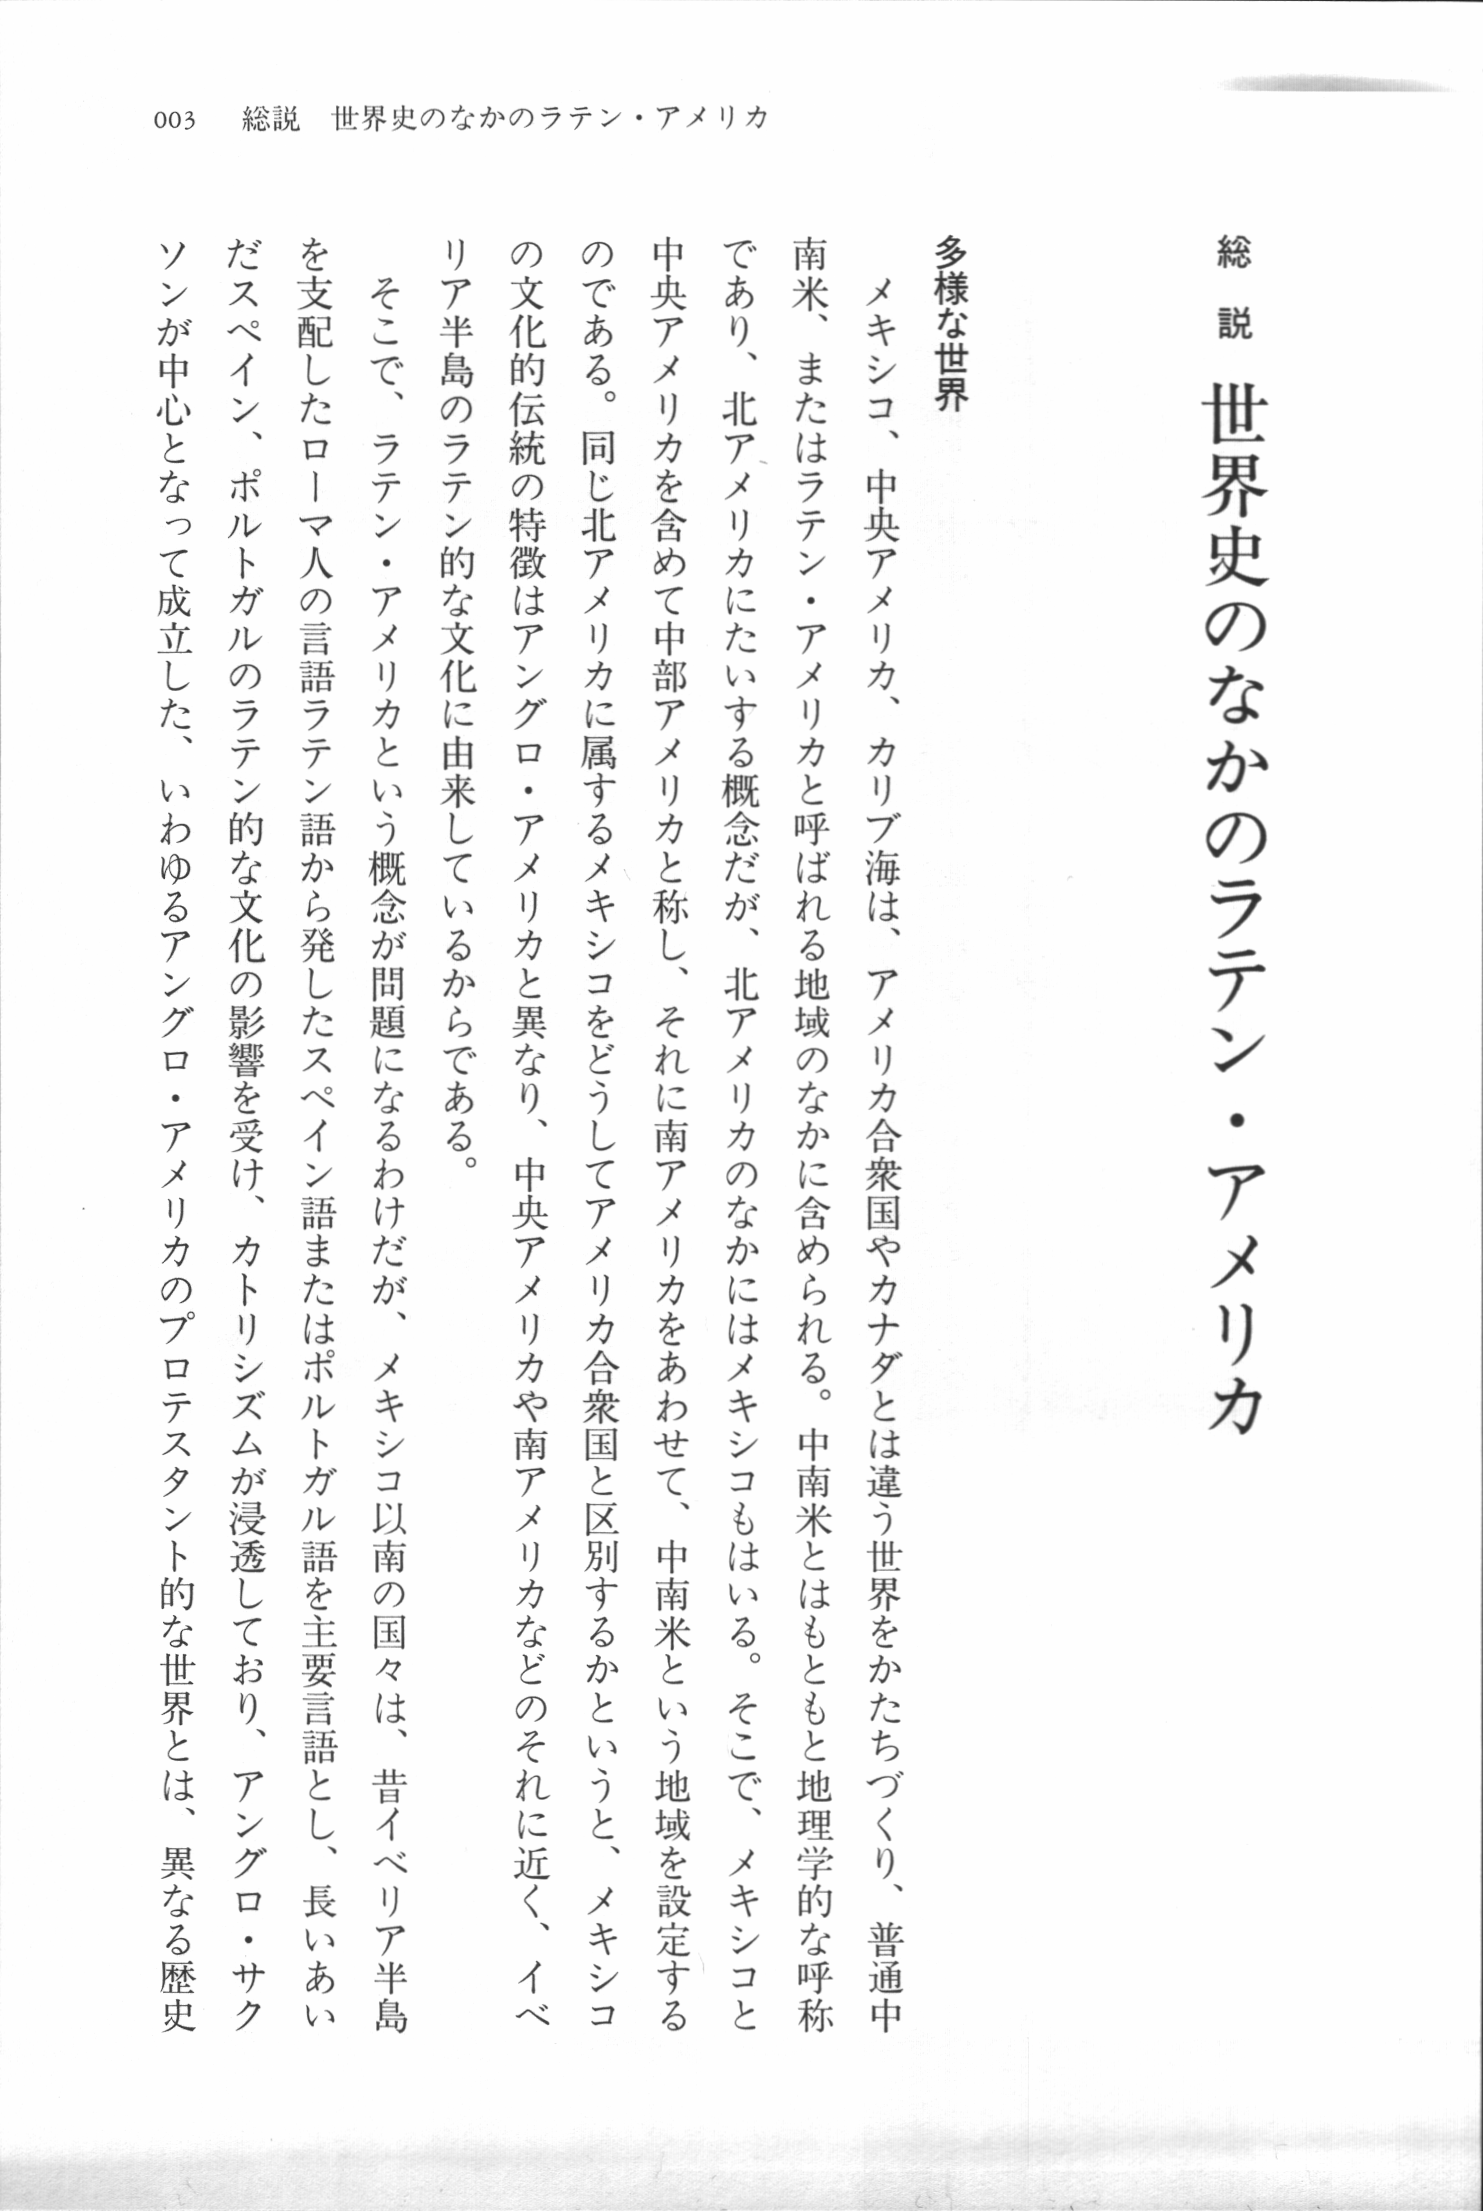 003 総説 世界史のなかのラテン・アメリカ
総説 世界史のなかのラテン・アメリカ
多様な世界
メキシコ、中央アメリカ、カリブ海は、アメリカ合衆国やカナダとは違う世界をかたちづくり、普通中
南米、またはラテン・アメリカと呼ばれる地域のなかに含められる。中南米とはもともと地理学的な呼称
であり、北アメリカにたいする概念だが、北アメリカのなかにはメキシコもはいる。そこで、メキシコと
中央アメリカを含めて中部アメリカと称し、それに南アメリカをあわせて、中南米という地域を設定する
のである。同じ北アメリカに属するメキシコをどうしてアメリカ合衆国と区別するかというと、メキシコ
の文化的伝統の特徴はアングロ・アメリカと異なり、中央アメリカや南アメリカなどのそれに近く、イベ
リア半島のラテン的な文化に由来しているからである。
そこで、ラテン・アメリカという概念が問題になるわけだが、メキシコ以南の国々は、昔イベリア半島
を支配したローマ人の言語ラテン語から発したスペイン語またはポルトガル語を主要言語とし、長いあい
だスペイン、ポルトガルのラテン的な文化の影響を受け、カトリシズムが浸透しており、アングロ・サク
ソンが中心となって成立した、いわゆるアングロ・アメリカのプロテスタント的な世界とは、異なる歴史